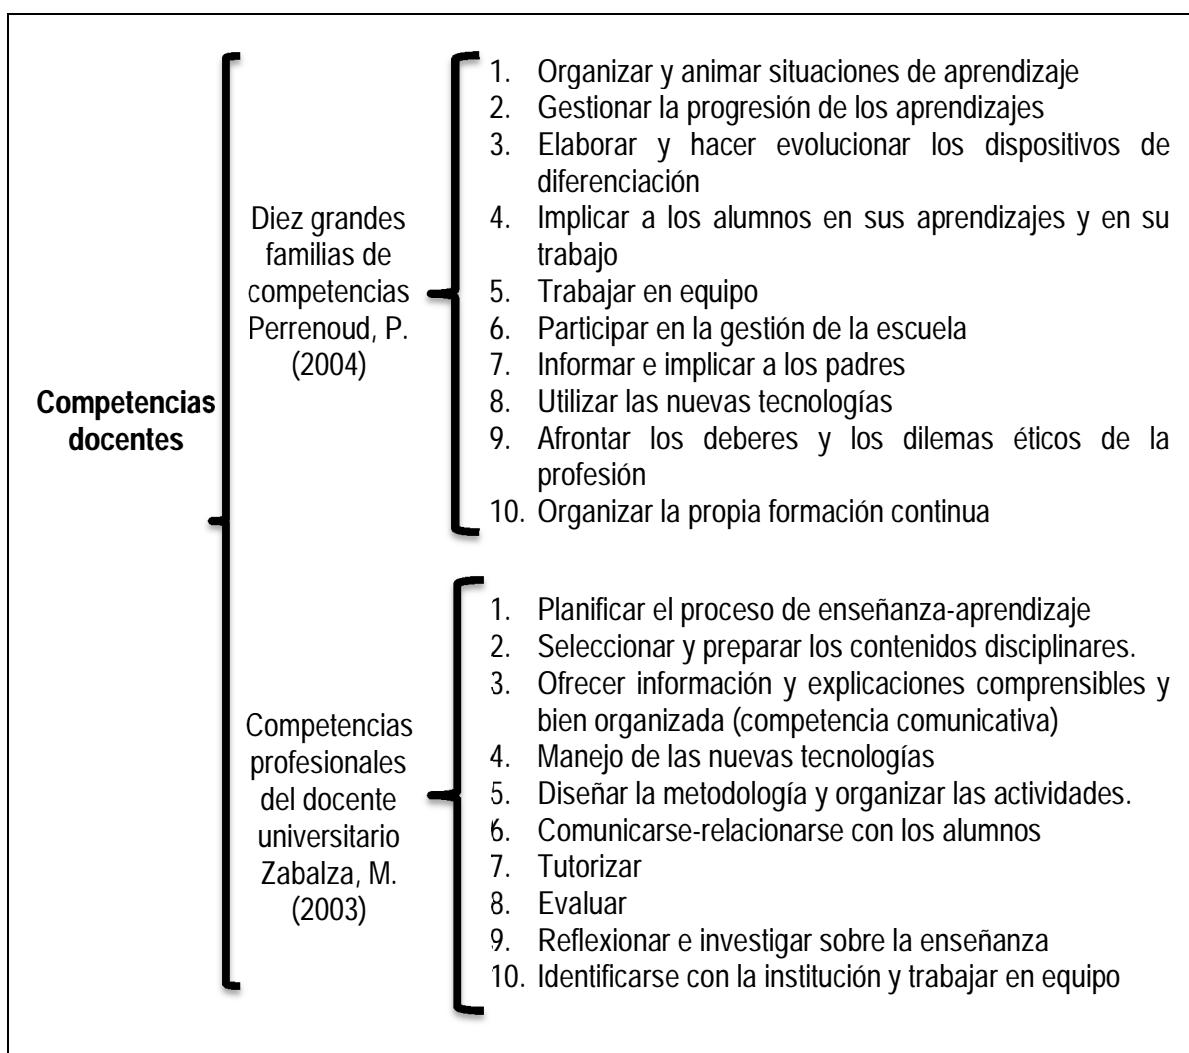 Competencias
docentes
Diez grandes
familias de
competencias
Perrenoud, P.
(2004)
1. Organizar y animar situaciones de aprendizaje
2. Gestionar la progresión de los aprendizajes
3. Elaborar y hacer evolucionar los dispositivos de
diferenciación
4. Implicar a los alumnos en sus aprendizajes y en su
trabajo
5. Trabajar en equipo
6. Participar en la gestión de la escuela
7. Informar e implicar a los padres
8. Utilizar las nuevas tecnologías
9. Afrontar los deberes y los dilemas éticos de la
profesión
10. Organizar la propia formación continua
Competencias
profesionales
del docente
universitario
Zabalza, M.
(2003)
1. Planificar el proceso de enseñanza-aprendizaje
2. Seleccionar y preparar los contenidos disciplinares.
3. Ofrecer información y explicaciones comprensibles y
bien organizada (competencia comunicativa)
4. Manejo de las nuevas tecnologías
5. Diseñar la metodología y organizar las actividades.
6. Comunicarse-relacionarse con los alumnos
7. Tutorizar
8. Evaluar
9. Reflexionar e investigar sobre la enseñanza
10. Identificarse con la institución y trabajar en equipo